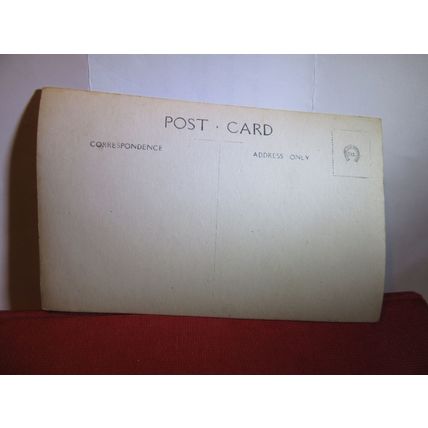 POST · CARD
CORRESPONDENCE
ADDRESS ONLY